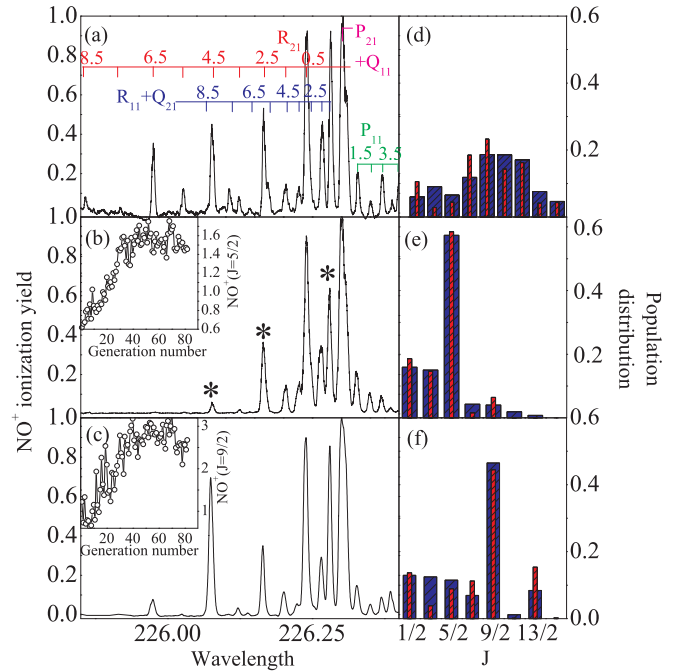 (a)
R21
P21
+Q11
8.5 6.5 4.5 2.5 0.5
R11+Q21
8.5 6.5 4.5 2.5
P11
1.5 3.5
1.0
0.8
0.6
0.4
0.2
1.0
(d)
0.6
0.4
0.2
(b)
NO+(J=5/2)
1.6
1.4
1.2
1.0
0.8
0.6
0 20 40 60 80
Generation number
* * *
0.8
0.6
0.4
0.2
1.0
(e)
0.6
0.4
0.2
0.6
(c)
NO+(J=9/2)
3
2
1
0 20 40 60 80
Generation number
0.8
0.6
0.4
0.2
0.0
(f)
0.4
0.2
0.0
NO+ ionization yield
Population
distribution
226.00 226.25
Wavelength
1/2 5/2 9/2 13/2
J